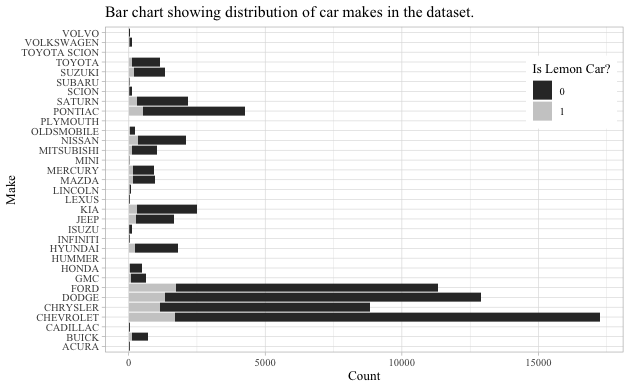 Bar chart showing distribution of car makes in the dataset.
VOLVO
VOLKSWAGEN
TOYOTA SCION
TOYOTA
SUZUKI
SUBARU
SCION
SATURN
PONTIAC
PLYMOUTH
OLDSMOBILE
NISSAN
MITSUBISHI
MINI
MERCURY
MAZDA
LINCOLN
LEXUS
KIA
JEEP
ISUZU
INFINITI
HYUNDAI
HUMMER
HONDA
GMC
FORD
DODGE
CHRYSLER
CHEVROLET
CADILLAC
BUICK
ACURA
Make
Is Lemon Car?
0
1
0 5000 10000 15000
Count